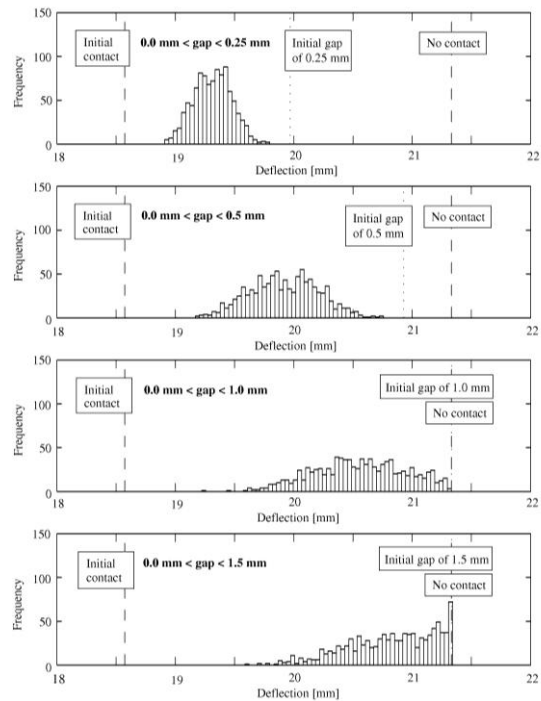 150
Initial
contact
0.0 mm < gap < 0.25 mm
Initial gap
of 0.25 mm
No contact
100
Frequency
50
0
18 19 20 21 22
Deflection [mm]
150
Initial
contact
0.0 mm < gap < 0.5 mm
Initial gap
of 0.5 mm
No contact
100
Frequency
50
0
18 19 20 21 22
Deflection [mm]
150
Initial
contact
0.0 mm < gap < 1.0 mm
Initial gap of 1.0 mm
No contact
100
Frequency
50
0
18 19 20 21 22
Deflection [mm]
150
Initial
contact
0.0 mm < gap < 1.5 mm
Initial gap of 1.5 mm
No contact
100
Frequency
50
0
18 19 20 21 22
Deflection [mm]